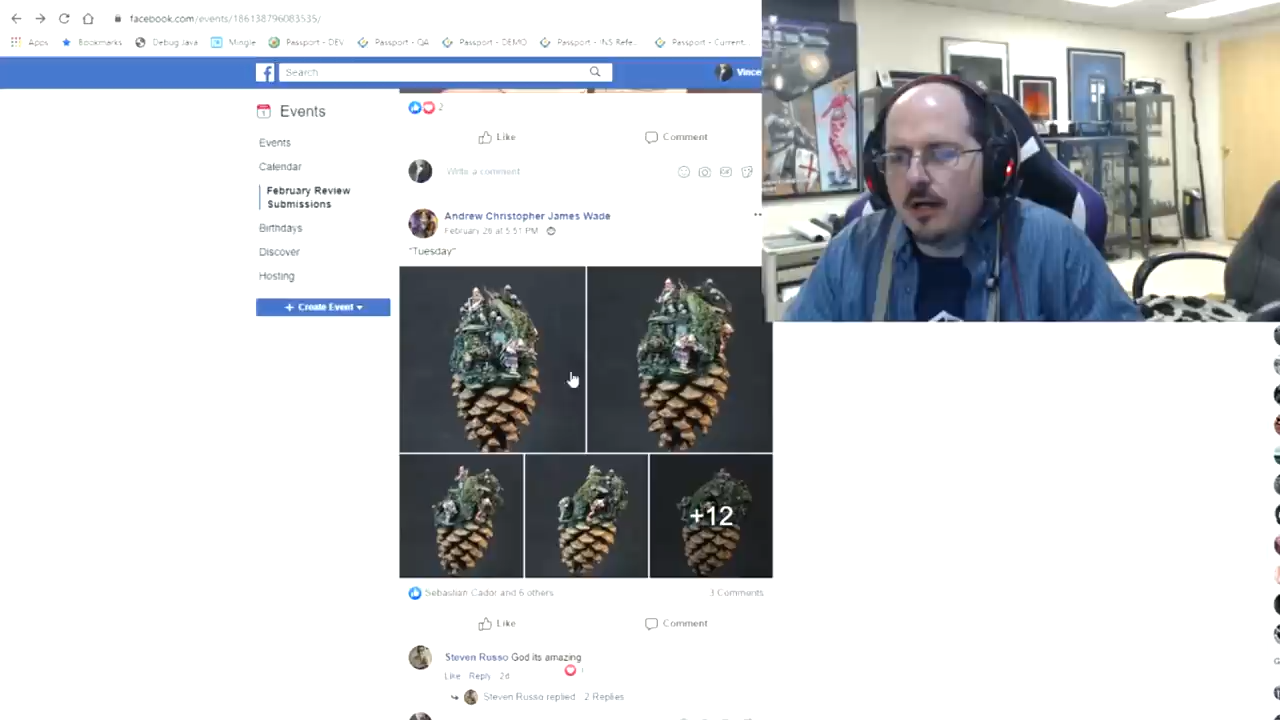 facebook.com/events/186138796083535/
Apps Bookmarks Debug Java Mingle Passport - DEV Passport - QA Passport - DEMO Passport - INS Refe... Passport - Current...
Search
Vince
Events
2
Events
Like Comment
Calendar
Write a comment
GIF
February Review
Submissions
Andrew Christopher James Wade
Birthdays
February 26 at 5:51 PM
Discover
"Tuesday"
Hosting
+ Create Event
+12
Sebastian Cador and 6 others 3 Comments
Like Comment
Steven Russo God its amazing
1
Like Reply 2d
Steven Russo replied 2 Replies